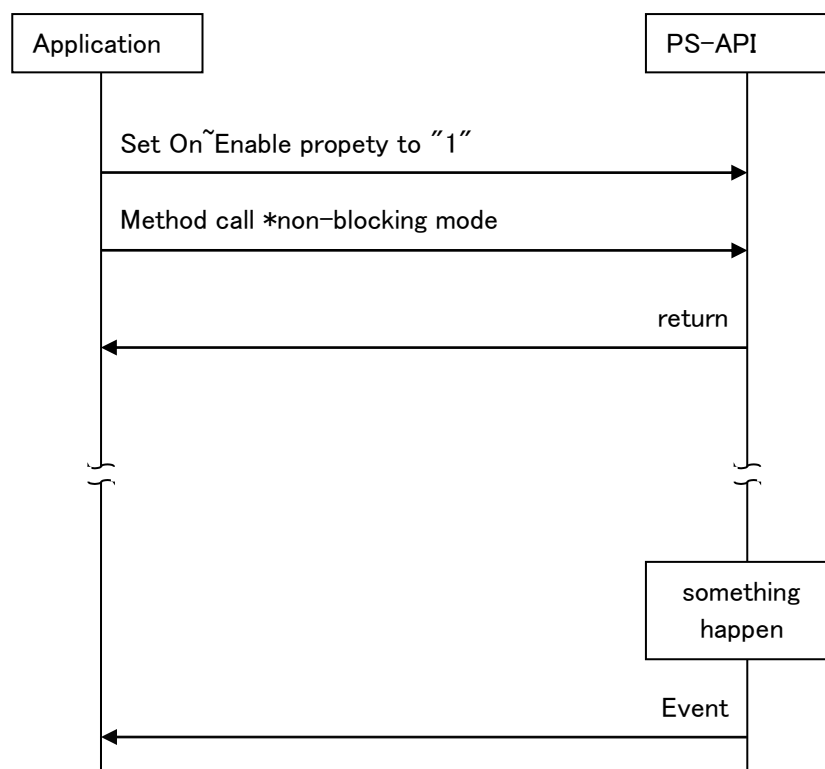 Application
PS-API
Set On~Enable propety to "1"
Method call *non-blocking mode
return
something
happen
Event